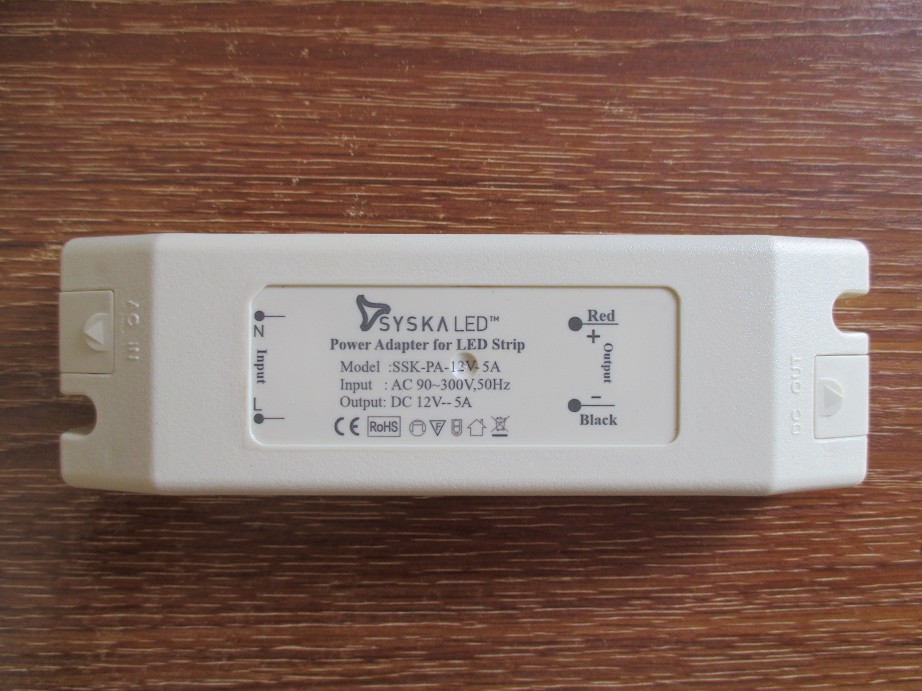 AC IN
N
Input
L
SYSKA LED™
Power Adapter for LED Strip
Model :SSK-PA-12V-5A
Input : AC 90~300V,50Hz
Output: DC 12V-- 5A
CE RoHS
Red
+
Output
-
Black
DC OUT